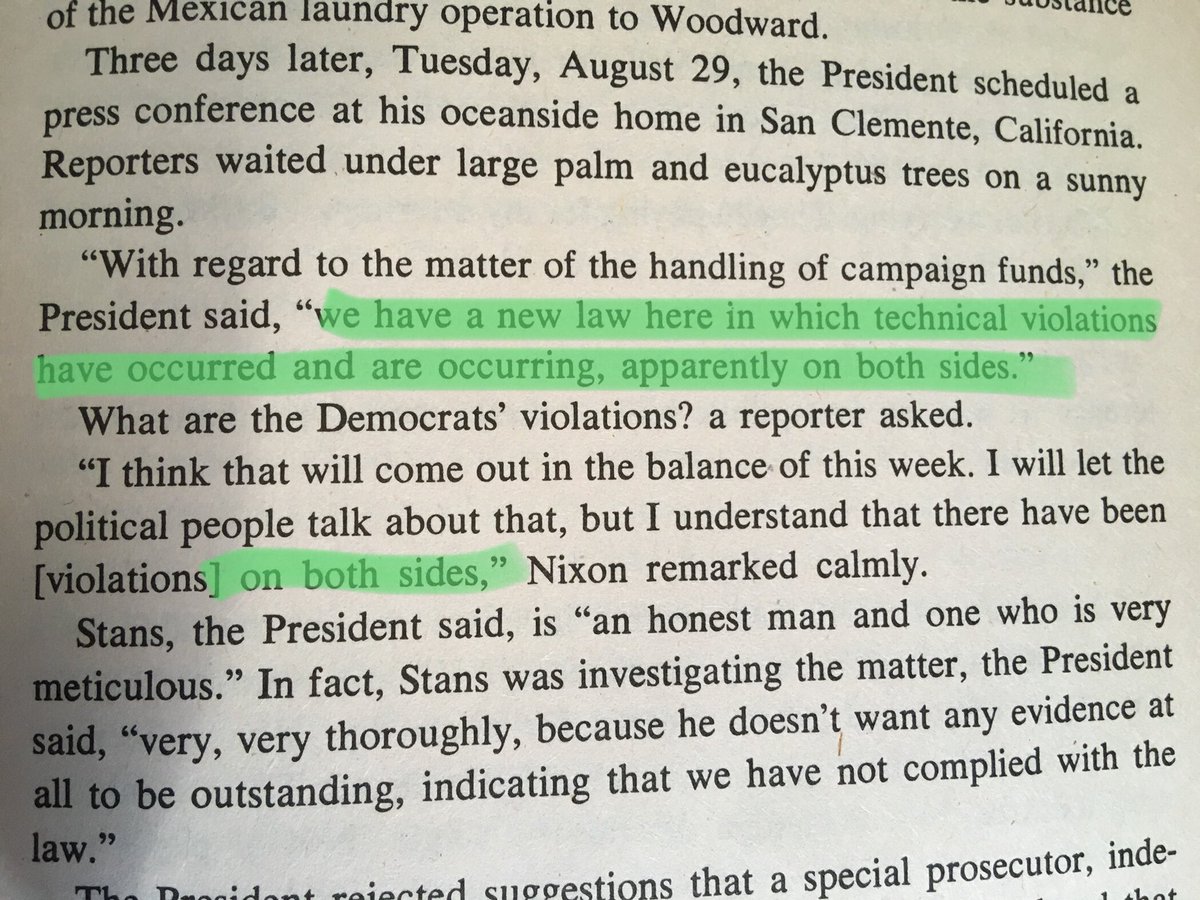 of the Mexican laundry operation to Woodward. substance
Three days later, Tuesday, August 29, the President scheduled a
press conference at his oceanside home in San Clemente, California.
Reporters waited under large palm and eucalyptus trees on a sunny
morning.
“With regard to the matter of the handling of campaign funds,” the
President said, “we have a new law here in which technical violations
have occurred and are occurring, apparently on both sides.”
What are the Democrats’ violations? a reporter asked.
“I think that will come out in the balance of this week. I will let the
political people talk about that, but I understand that there have been
[violations] on both sides,” Nixon remarked calmly.
Stans, the President said, is “an honest man and one who is very
meticulous.” In fact, Stans was investigating the matter, the President
said, “very, very thoroughly, because he doesn’t want any evidence at
all to be outstanding, indicating that we have not complied with the
law.”
The President rejected suggestions that a special prosecutor, inde-
that